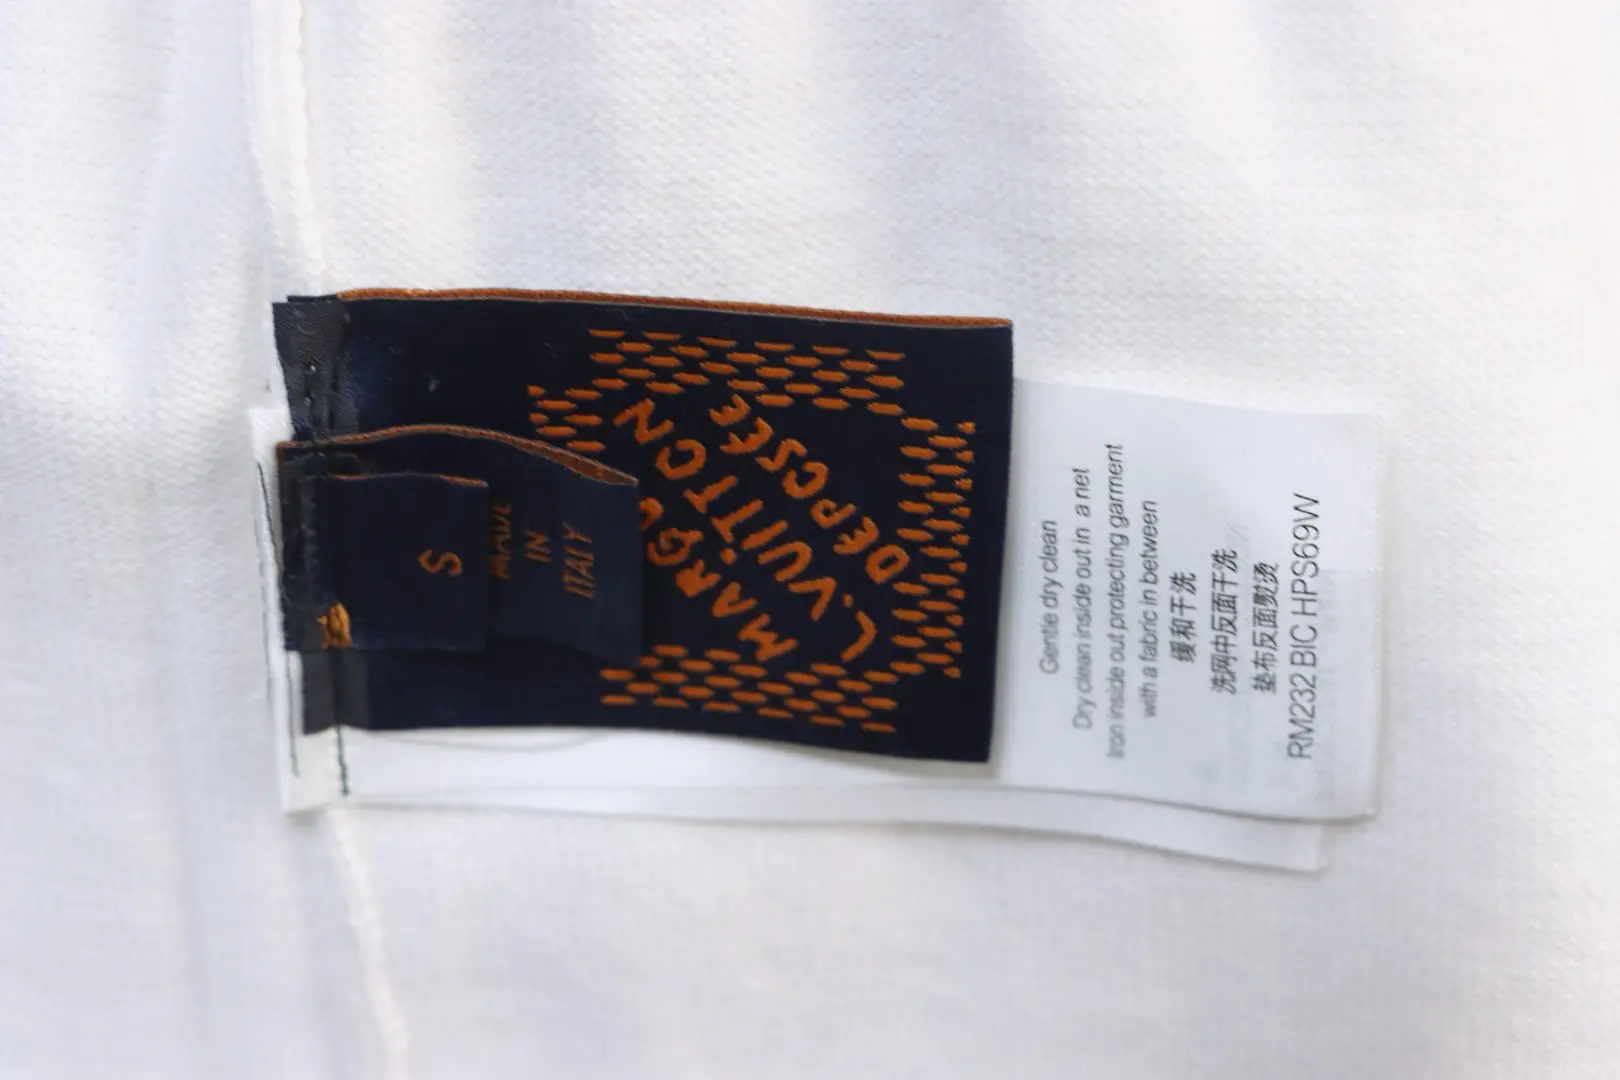 S
MADE
IN
ITALY
L.VUITTON
DÉPOSÉE
Gentle dry clean
Dry clean inside out in a net
Iron inside out protecting garment
with a fabric in between
缓和干洗
洗网中反面干洗
垫布反面熨烫
RM232 BIC HPS69W